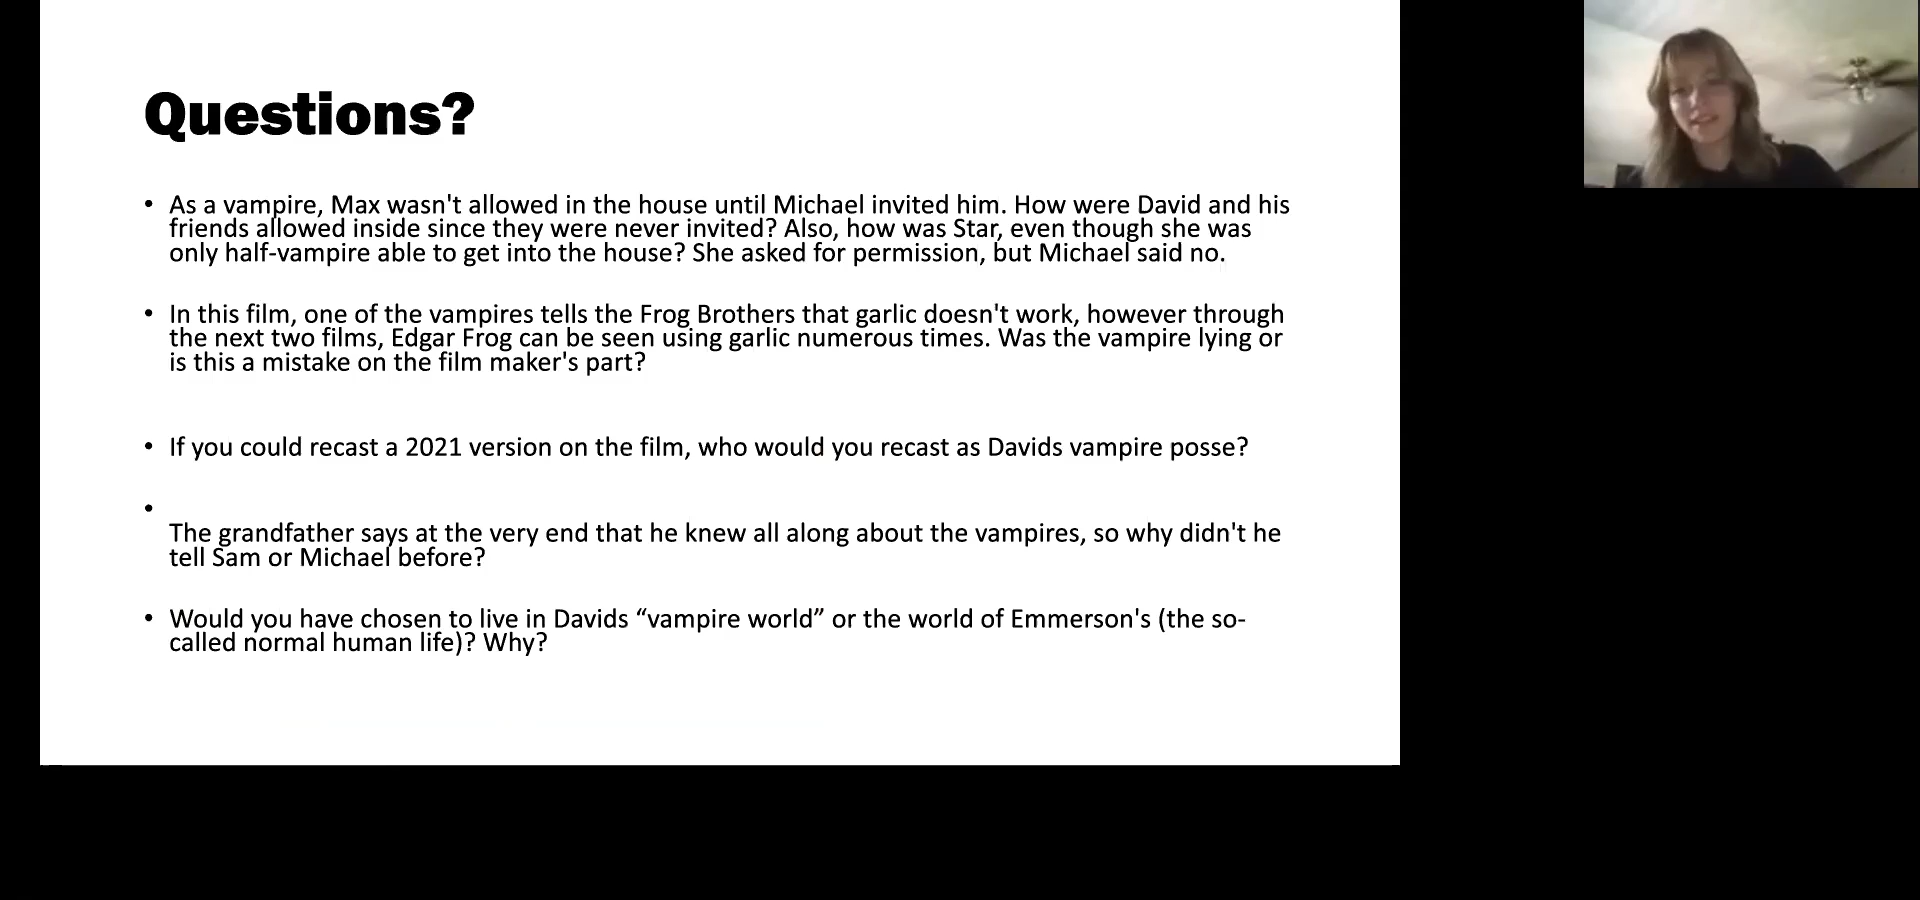 Questions?
• As a vampire, Max wasn't allowed in the house until Michael invited him. How were David and his
friends allowed inside since they were never invited? Also, how was Star, even though she was
only half-vampire able to get into the house? She asked for permission, but Michael said no.
• In this film, one of the vampires tells the Frog Brothers that garlic doesn't work, however through
the next two films, Edgar Frog can be seen using garlic numerous times. Was the vampire lying or
is this a mistake on the film maker's part?
• If you could recast a 2021 version on the film, who would you recast as Davids vampire posse?
•
The grandfather says at the very end that he knew all along about the vampires, so why didn't he
tell Sam or Michael before?
• Would you have chosen to live in Davids “vampire world” or the world of Emmerson's (the so-
called normal human life)? Why?